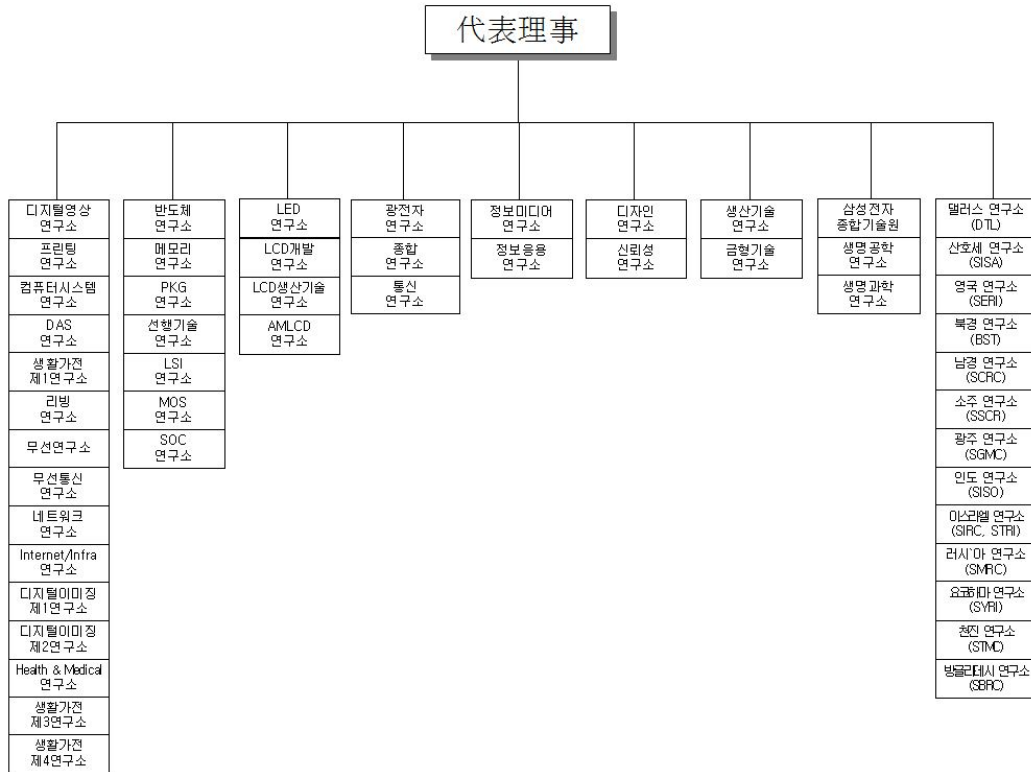 代表理事
디지털영상
연구소
프린팅
연구소
컴퓨터시스템
연구소
DAS
연구소
생활가전
제1연구소
리빙
연구소
무선연구소
무선통신
연구소
네트워크
연구소
Internet/Infra
연구소
디지털이미징
제1연구소
디지털이미징
제2연구소
Health & Medical
연구소
생활가전
제3연구소
생활가전
제4연구소
반도체
연구소
메모리
연구소
PKG
연구소
선행기술
연구소
LSI
연구소
MOS
연구소
SOC
연구소
LED
연구소
LCD개발
연구소
LCD생산기술
연구소
AMLCD
연구소
광전자
연구소
종합
연구소
통신
연구소
정보미디어
연구소
정보응용
연구소
디자인
연구소
신뢰성
연구소
생산기술
연구소
금형기술
연구소
삼성전자
종합기술원
생명공학
연구소
생명과학
연구소
댈러스 연구소
(DTL)
산호세 연구소
(SISA)
영국 연구소
(SERI)
북경 연구소
(BST)
남경 연구소
(SCRC)
소주 연구소
(SSCR)
광주 연구소
(SGMC)
인도 연구소
(SISO)
이스라엘 연구소
(SIRC, STRI)
러시`아 연구소
(SMRC)
요코하마 연구소
(SYRI)
천진 연구소
(STMC)
방글라데시 연구소
(SBRC)